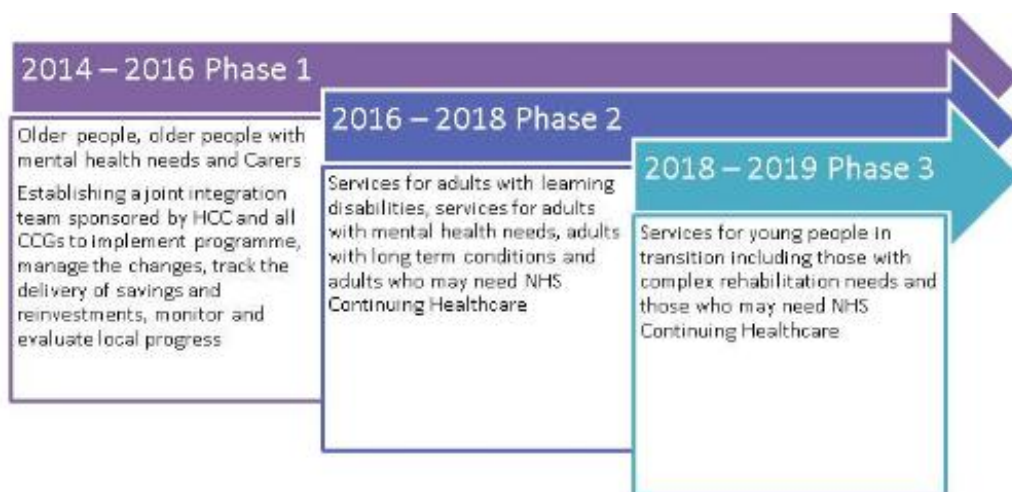 2014 – 2016 Phase 1
Older people, older people with
mental health needs and Carers
Establishing a joint integration
team sponsored by HCC and all
CCGs to implement programme,
manage the changes, track the
delivery of savings and
reinvestments, monitor and
evaluate local progress
2016 – 2018 Phase 2
Services for adults with learning
disabilities, services for adults
with mental health needs, adults
with long term conditions and
adults who may need NHS
Continuing Healthcare
2018 – 2019 Phase 3
Services for young people in
transition including those with
complex rehabilitation needs and
those who may need NHS
Continuing Healthcare